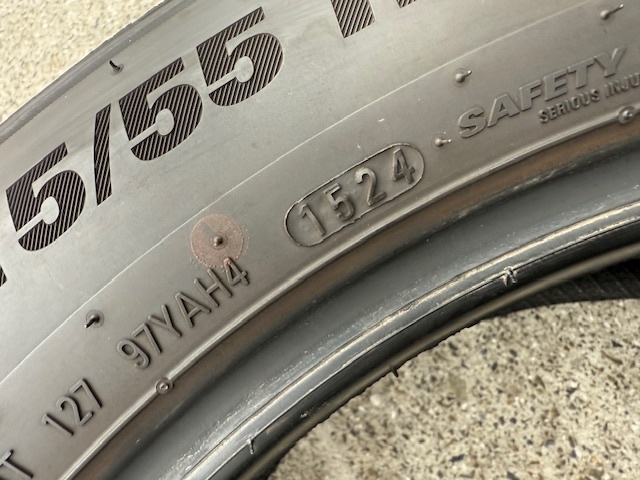 5/55
SAFETY
SERIOUS INJU
1524
T 127 97YAH4